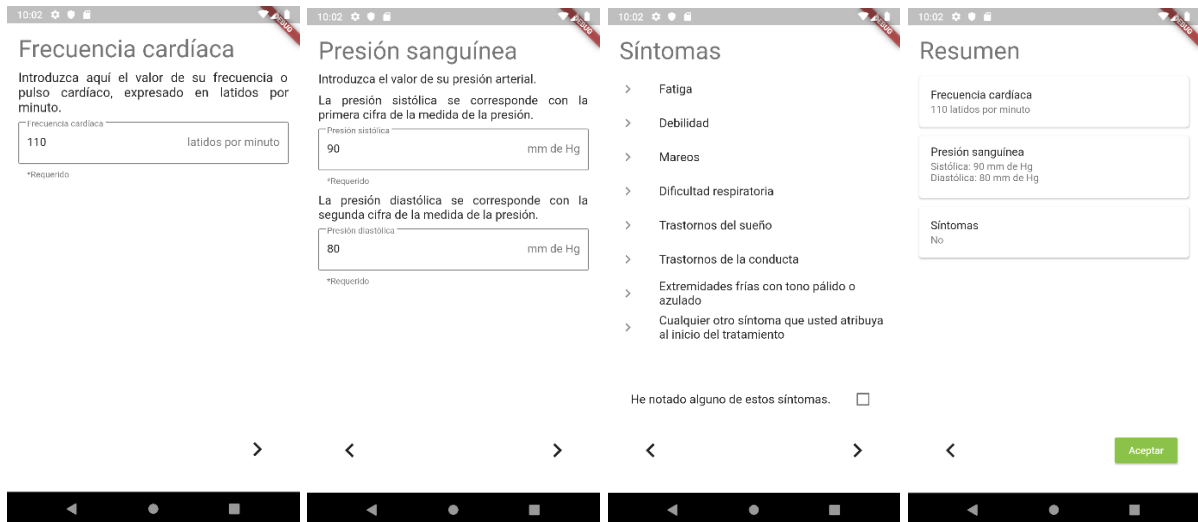 10:02
DEBUG
Frecuencia cardíaca
Introduzca aquí el valor de su frecuencia o
pulso cardíaco, expresado en latidos por
minuto.
Frecuencia cardíaca
110 latidos por minuto
*Requerido
10:02
DEBUG
Presión sanguínea
Introduzca el valor de su presión arterial.
La presión sistólica se corresponde con la
primera cifra de la medida de la presión.
Presión sistólica
90 mm de Hg
*Requerido
La presión diastólica se corresponde con la
segunda cifra de la medida de la presión.
Presión diastólica
80 mm de Hg
*Requerido
10:02
DEBUG
Síntomas
Fatiga
Debilidad
Mareos
Dificultad respiratoria
Trastornos del sueño
Trastornos de la conducta
Extremidades frías con tono pálido o
azulado
Cualquier otro síntoma que usted atribuya
al inicio del tratamiento
He notado alguno de estos síntomas.
10:02
DEBUG
Resumen
Frecuencia cardíaca
110 latidos por minuto
Presión sanguínea
Sistólica: 90 mm de Hg
Diastólica: 80 mm de Hg
Síntomas
No
Aceptar